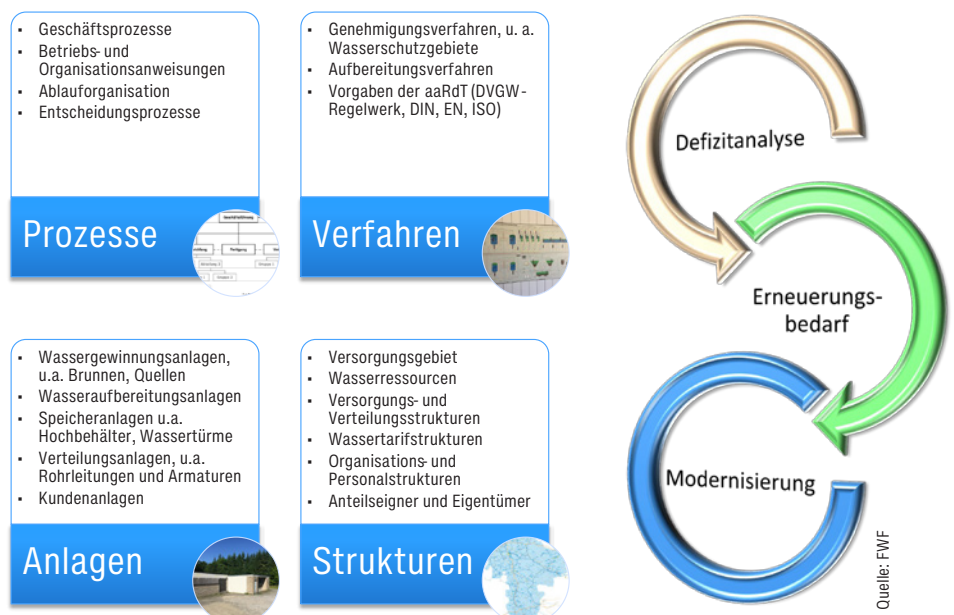 ▪ Geschäftsprozesse
▪ Betriebs- und
Organisationsanweisungen
▪ Ablauforganisation
▪ Entscheidungsprozesse
Prozesse
▪ Genehmigungsverfahren, u. a.
Wasserschutzgebiete
▪ Aufbereitungsverfahren
▪ Vorgaben der aaRdT (DVGW-
Regelwerk, DIN, EN, ISO)
Verfahren
▪ Wassergewinnungsanlagen,
u.a. Brunnen, Quellen
▪ Wasseraufbereitungsanlagen
▪ Speicheranlagen u.a.
Hochbehälter, Wassertürme
▪ Verteilungsanlagen, u.a.
Rohrleitungen und Armaturen
▪ Kundenanlagen
Anlagen
▪ Versorgungsgebiet
▪ Wasserressourcen
▪ Versorgungs- und
Verteilungsstrukturen
▪ Wassertarifstrukturen
▪ Organisations- und
Personalstrukturen
▪ Anteilseigner und Eigentümer
Strukturen
Defizitanalyse
Erneuerungs-
bedarf
Modernisierung
Quelle: FWF